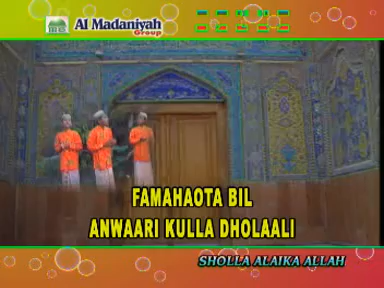 Al Madaniyah
Group
FAMAHAOTA BIL
ANWAARI KULLA DHOLAALI
SHOLLA ALAIKA ALLAH